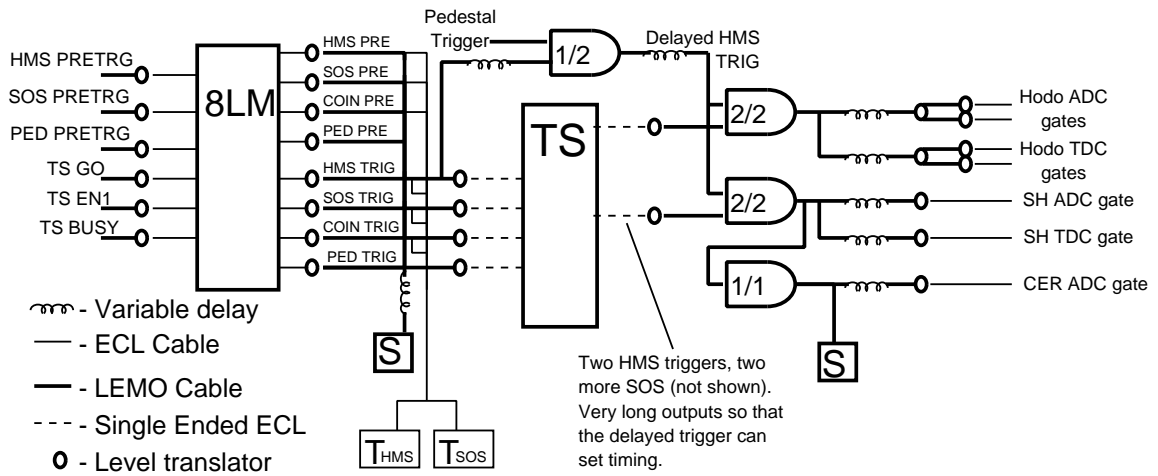 Pedestal
Trigger
1/2
Delayed HMS
TRIG
HMS PRETRG
SOS PRETRG
PED PRETRG
TS GO
TS EN1
TS BUSY
8LM
HMS PRE
SOS PRE
COIN PRE
PED PRE
HMS TRIG
SOS TRIG
COIN TRIG
PED TRIG
TS
2/2
2/2
1/1
Hodo ADC
gates
Hodo TDC
gates
SH ADC gate
SH TDC gate
CER ADC gate
S
S
THMS
TSOS
- Variable delay
- ECL Cable
- LEMO Cable
- Single Ended ECL
- Level translator
Two HMS triggers, two
more SOS (not shown).
Very long outputs so that
the delayed trigger can
set timing.